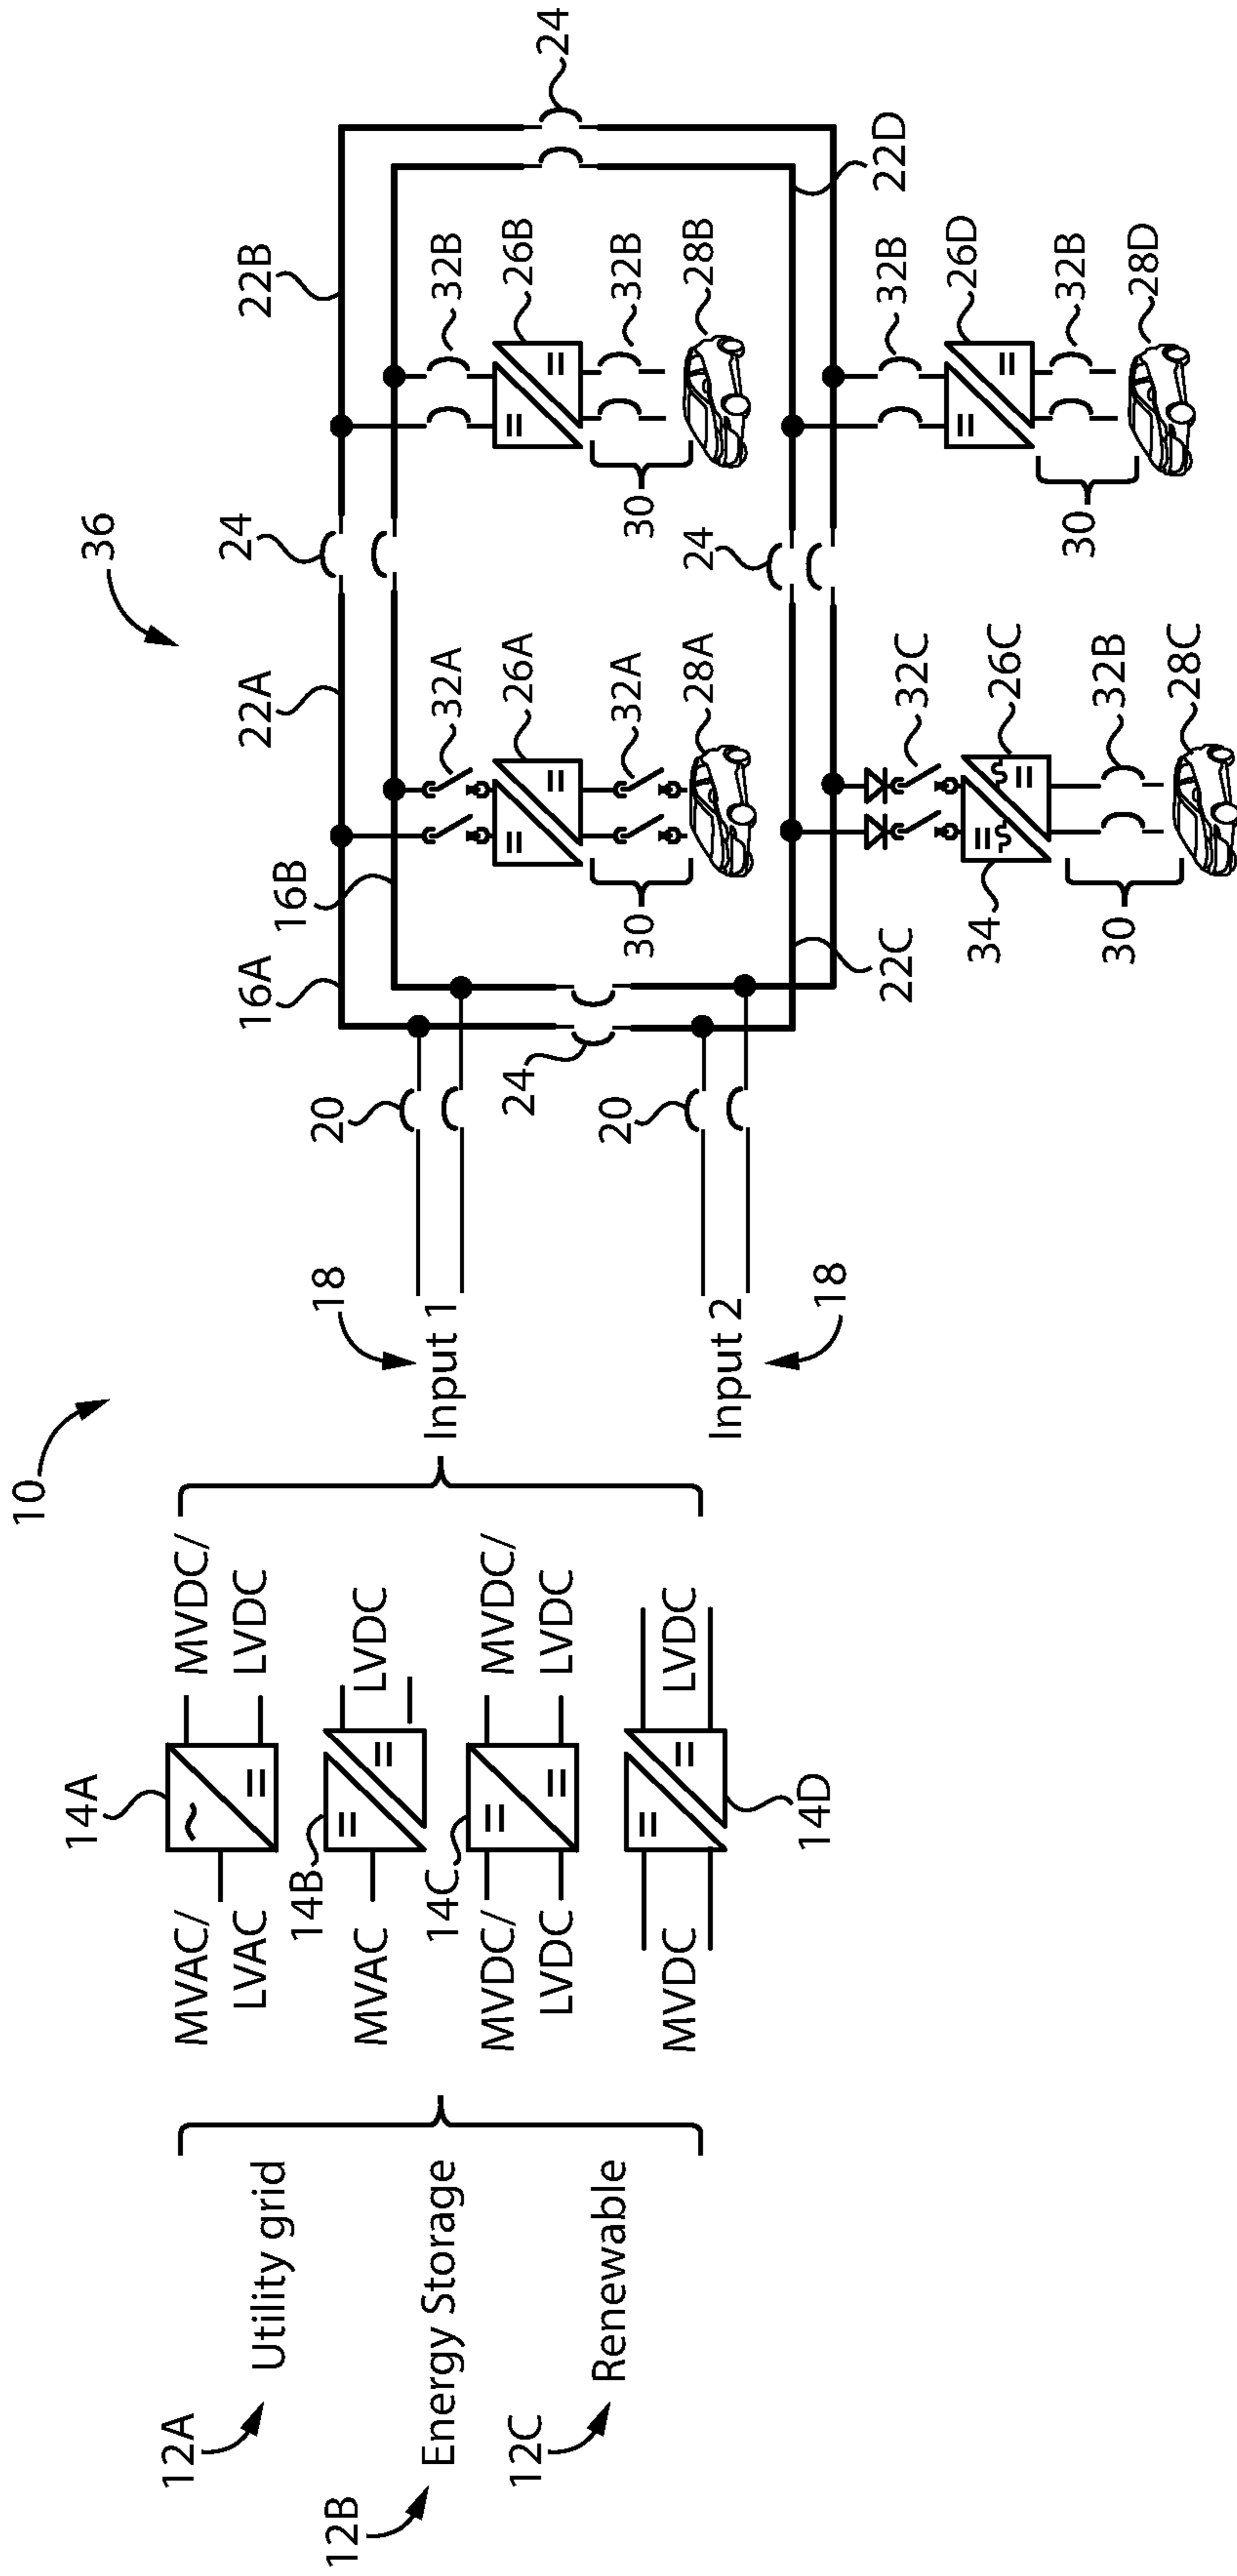 10
36
12A
Utility grid
12B
Energy Storage
12C
Renewable
MVAC/
LVAC
14A
MVDC/
LVDC
MVAC
14B
LVDC
MVDC/
LVDC
14C
MVDC/
LVDC
MVDC
14D
LVDC
18
Input 1
Input 2
18
20
20
24
16A
16B
22A
24
22B
24
32A
26A
32A
28A
30
32B
26B
32B
28B
30
22C
24
22D
32C
34
26C
32B
28C
30
32B
26D
32B
28D
30